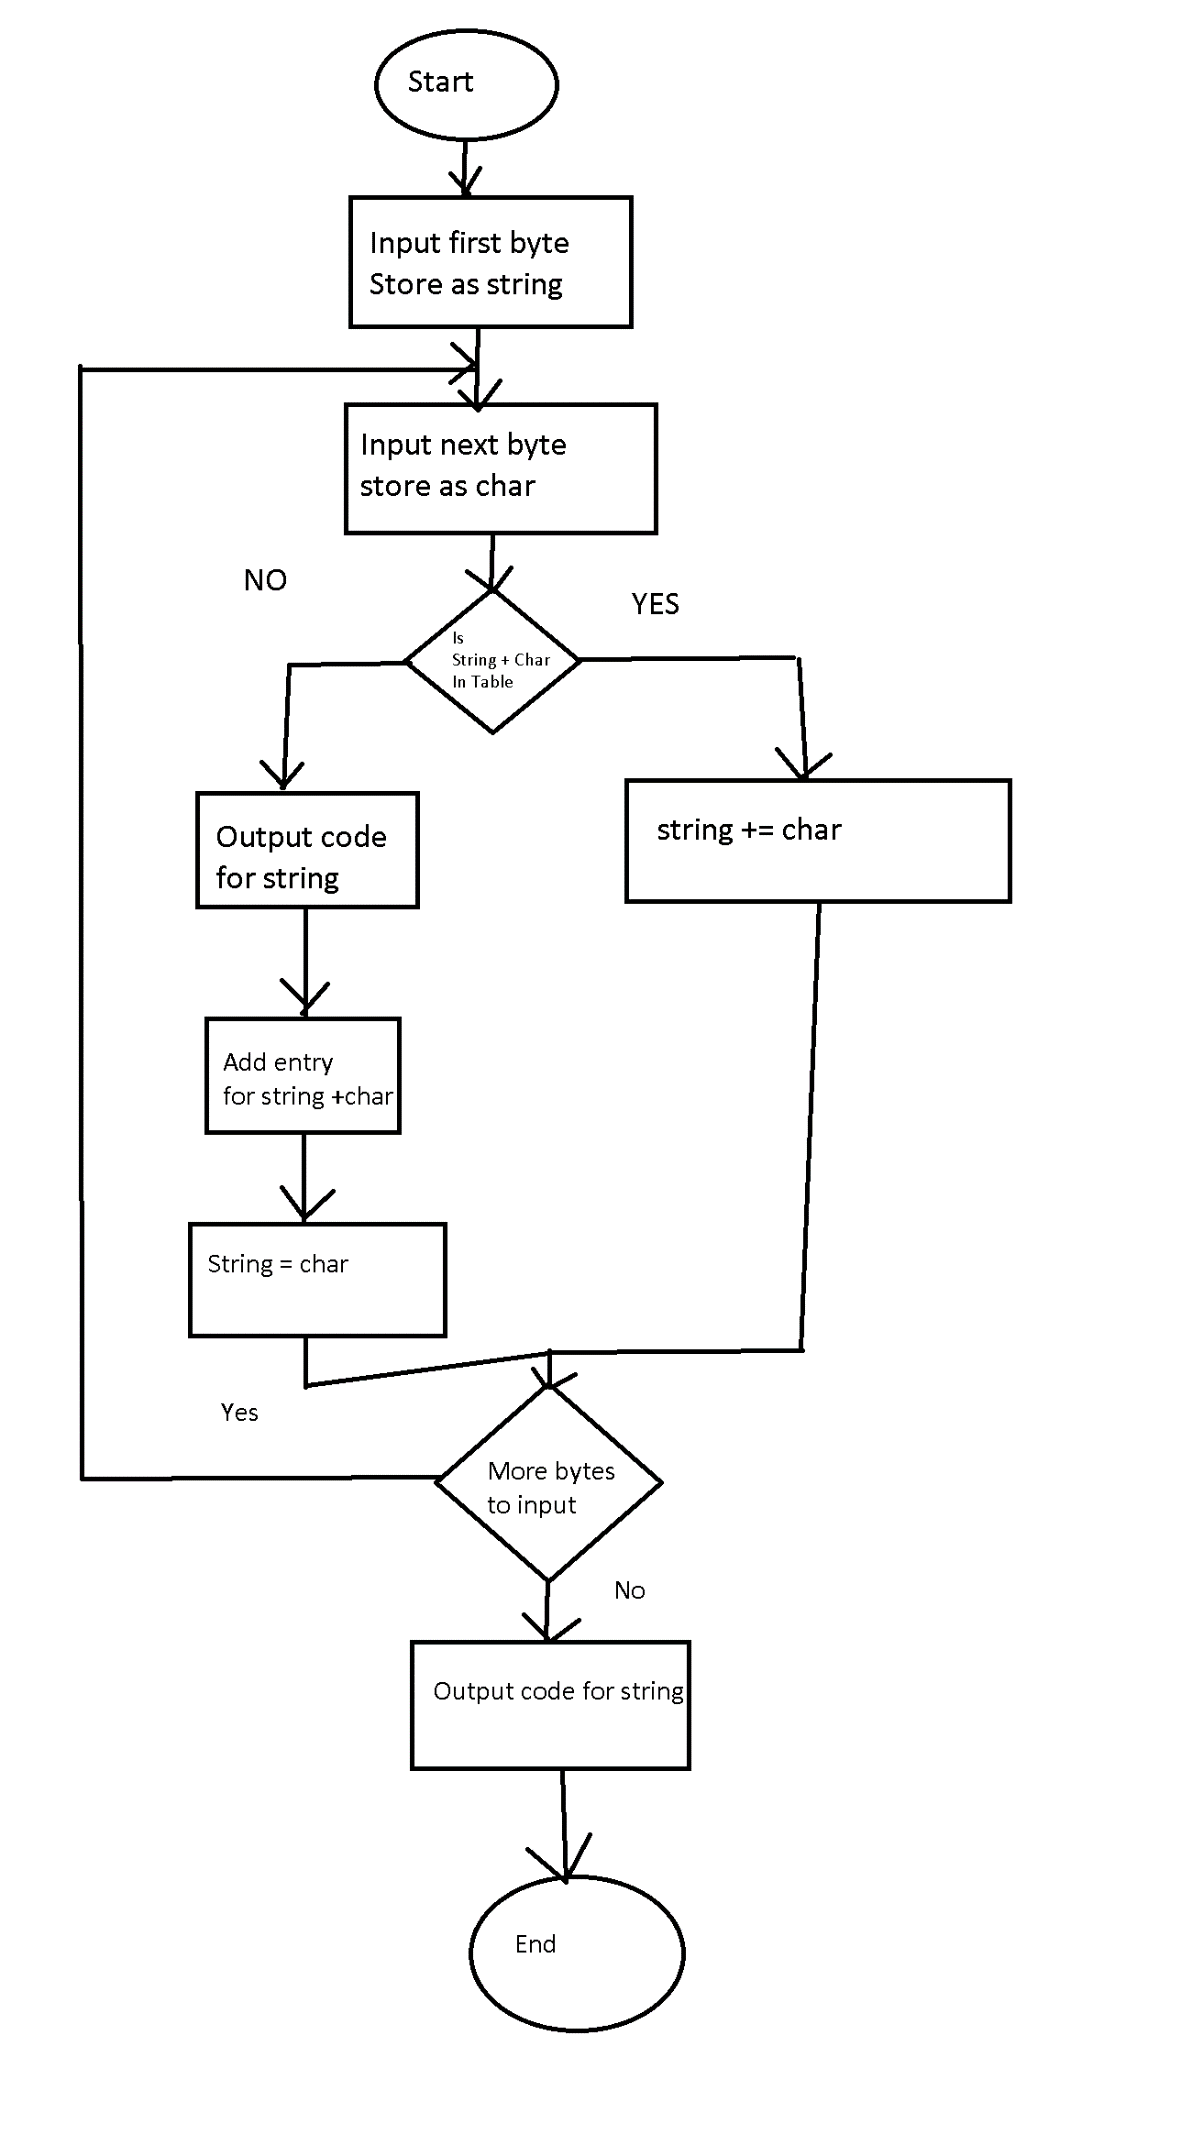 Start
Input first byte
Store as string
Input next byte
store as char
NO
YES
Is
String + Char
In Table
Output code
for string
string += char
Add entry
for string +char
String = char
Yes
More bytes
to input
No
Output code for string
End